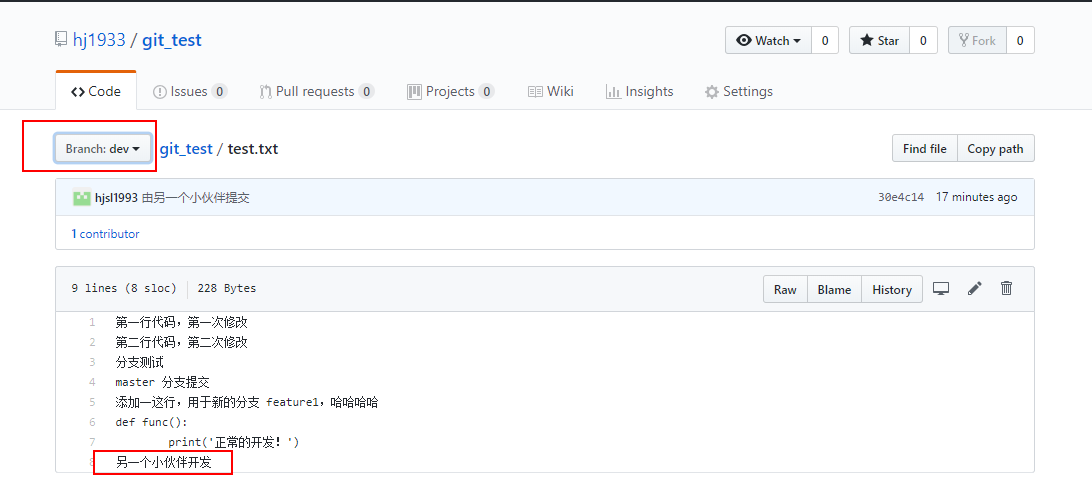 hj1933 / git_test
Watch 0 Star 0 Fork 0
Code Issues 0 Pull requests 0 Projects 0 Wiki Insights Settings
Branch: dev git_test / test.txt Find file Copy path
hjsl1993 由另一个小伙伴提交 30e4c14 17 minutes ago
1 contributor
9 lines (8 sloc) 228 Bytes Raw Blame History
1 第一行代码，第一次修改
2 第二行代码，第二次修改
3 分支测试
4 master 分支提交
5 添加一这行，用于新的分支 feature1，哈哈哈哈
6 def func():
7 print('正常的开发！')
8 另一个小伙伴开发